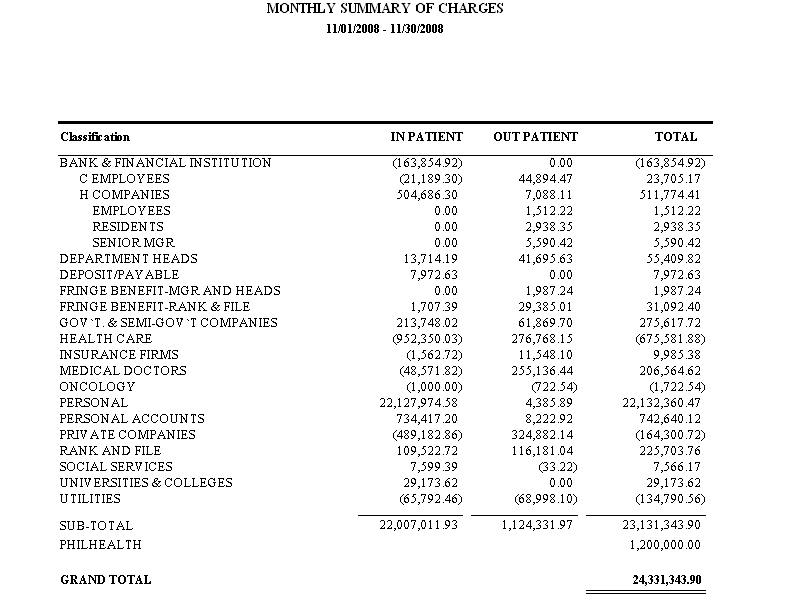 MONTHLY SUMMARY OF CHARGES
11/01/2008 - 11/30/2008
Classification IN PATIENT OUT PATIENT TOTAL
BANK & FINANCIAL INSTITUTION (163,854.92) 0.00 (163,854.92)
C EMPLOYEES (21,189.30) 44,894.47 23,705.17
H COMPANIES 504,686.30 7,088.11 511,774.41
EMPLOYEES 0.00 1,512.22 1,512.22
RESIDENTS 0.00 2,938.35 2,938.35
SENIOR MGR 0.00 5,590.42 5,590.42
DEPARTMENT HEADS 13,714.19 41,695.63 55,409.82
DEPOSIT/PAYABLE 7,972.63 0.00 7,972.63
FRINGE BENEFIT-MGR AND HEADS 0.00 1,987.24 1,987.24
FRINGE BENEFIT-RANK & FILE 1,707.39 29,385.01 31,092.40
GOV`T. & SEMI-GOV`T COMPANIES 213,748.02 61,869.70 275,617.72
HEALTH CARE (952,350.03) 276,768.15 (675,581.88)
INSURANCE FIRMS (1,562.72) 11,548.10 9,985.38
MEDICAL DOCTORS (48,571.82) 255,136.44 206,564.62
ONCOLOGY (1,000.00) (722.54) (1,722.54)
PERSONAL 22,127,974.58 4,385.89 22,132,360.47
PERSONAL ACCOUNTS 734,417.20 8,222.92 742,640.12
PRIVATE COMPANIES (489,182.86) 324,882.14 (164,300.72)
RANK AND FILE 109,522.72 116,181.04 225,703.76
SOCIAL SERVICES 7,599.39 (33.22) 7,566.17
UNIVERSITIES & COLLEGES 29,173.62 0.00 29,173.62
UTILITIES (65,792.46) (68,998.10) (134,790.56)
SUB-TOTAL 22,007,011.93 1,124,331.97 23,131,343.90
PHILHEALTH 1,200,000.00
GRAND TOTAL 24,331,343.90